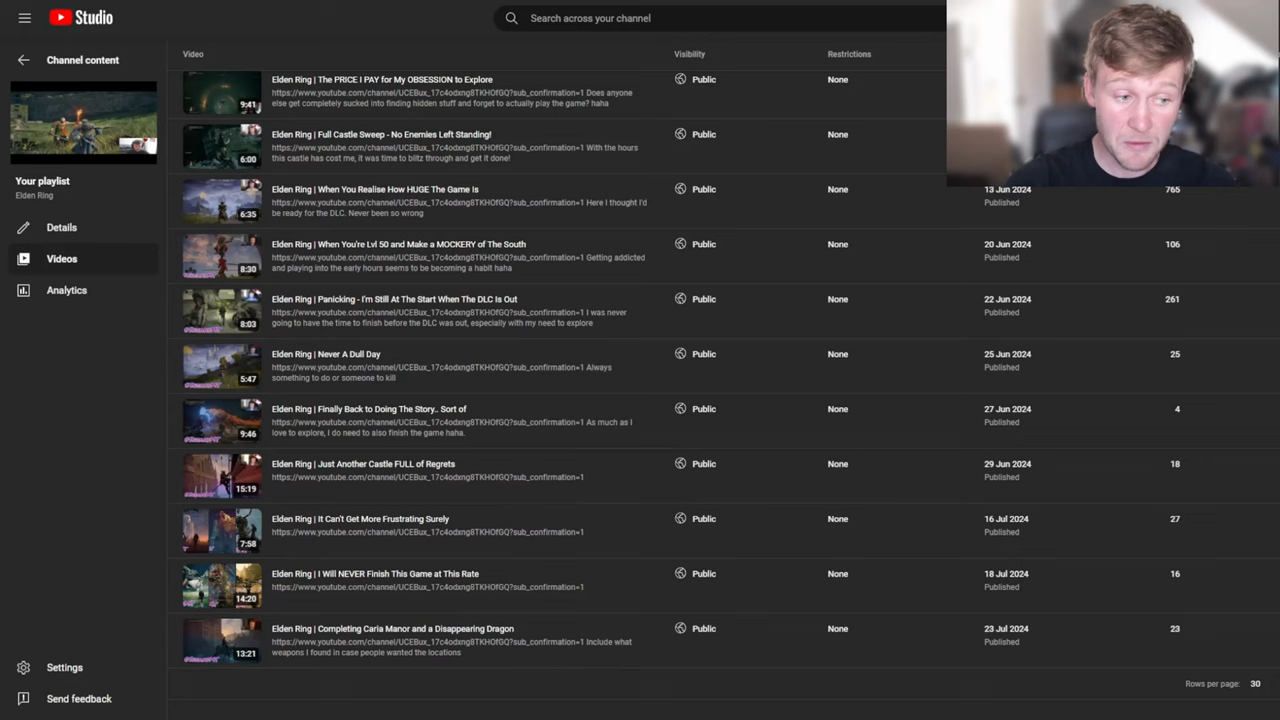 Studio
Search across your channel
Channel content
Your playlist
Elden Ring
Details
Videos
Analytics
Settings
Send feedback
Video Visibility Restrictions
Elden Ring | The PRICE I PAY for My OBSESSION to Explore
https://www.youtube.com/channel/UCEBux_17c4odxng8TKHOfGQ?sub_confirmation=1 Does anyone
else get completely sucked into finding hidden stuff and forget to actually play the game? haha
9:41
Public
None
Elden Ring | Full Castle Sweep - No Enemies Left Standing!
https://www.youtube.com/channel/UCEBux_17c4odxng8TKHOfGQ?sub_confirmation=1 With the hours
this castle has cost me, it was time to blitz through and get it done!
6:00
Public
None
Elden Ring | When You Realise How HUGE The Game Is
https://www.youtube.com/channel/UCEBux_17c4odxng8TKHOfGQ?sub_confirmation=1 Here I thought I'd
be ready for the DLC. Never been so wrong
6:35
Public
None
13 Jun 2024
Published
765
Elden Ring | When You're Lvl 50 and Make a MOCKERY of The South
https://www.youtube.com/channel/UCEBux_17c4odxng8TKHOfGQ?sub_confirmation=1 Getting addicted
and playing into the early hours seems to be becoming a habit haha
8:30
Public
None
20 Jun 2024
Published
106
Elden Ring | Panicking - I'm Still At The Start When The DLC Is Out
https://www.youtube.com/channel/UCEBux_17c4odxng8TKHOfGQ?sub_confirmation=1 I was never
going to have the time to finish before the DLC was out, especially with my need to explore
8:03
Public
None
22 Jun 2024
Published
261
Elden Ring | Never A Dull Day
https://www.youtube.com/channel/UCEBux_17c4odxng8TKHOfGQ?sub_confirmation=1 Always
something to do or someone to kill
5:47
Public
None
25 Jun 2024
Published
25
Elden Ring | Finally Back to Doing The Story.. Sort of
https://www.youtube.com/channel/UCEBux_17c4odxng8TKHOfGQ?sub_confirmation=1 As much as I
love to explore, I do need to also finish the game haha.
9:46
Public
None
27 Jun 2024
Published
4
Elden Ring | Just Another Castle FULL of Regrets
https://www.youtube.com/channel/UCEBux_17c4odxng8TKHOfGQ?sub_confirmation=1
15:19
Public
None
29 Jun 2024
Published
18
Elden Ring | It Can't Get More Frustrating Surely
https://www.youtube.com/channel/UCEBux_17c4odxng8TKHOfGQ?sub_confirmation=1
7:58
Public
None
16 Jul 2024
Published
27
Elden Ring | I Will NEVER Finish This Game at This Rate
https://www.youtube.com/channel/UCEBux_17c4odxng8TKHOfGQ?sub_confirmation=1
14:20
Public
None
18 Jul 2024
Published
16
Elden Ring | Completing Caria Manor and a Disappearing Dragon
https://www.youtube.com/channel/UCEBux_17c4odxng8TKHOfGQ?sub_confirmation=1 Include what
weapons I found in case people wanted the locations
13:21
Public
None
23 Jul 2024
Published
23
Rows per page: 30